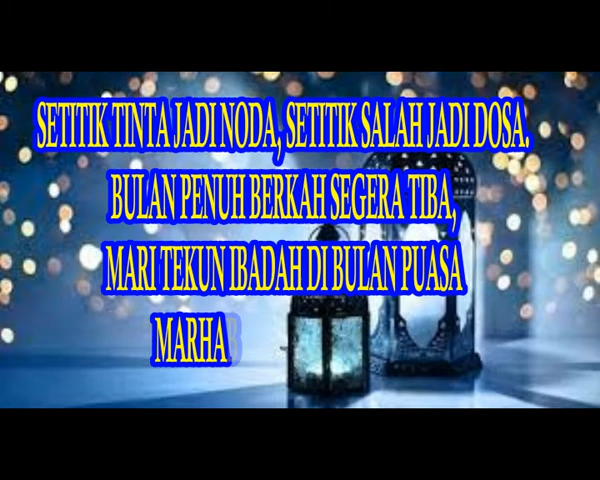 SETITIK TINTA JADI NODA, SETITIK SALAH JADI DOSA.
BULAN PENUH BERKAH SEGERA TIBA,
MARI TEKUN IBADAH DI BULAN PUASA
MARHA